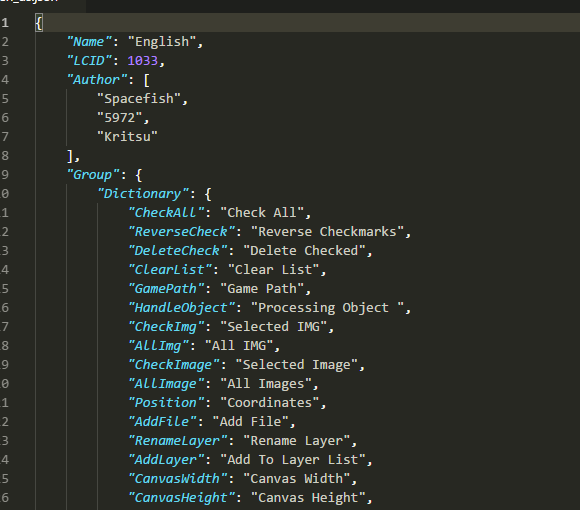 1 {
2 "Name": "English",
3 "LCID": 1033,
4 "Author": [
5 "Spacefish",
6 "5972",
7 "Kritsu"
8 ],
9 "Group": {
0 "Dictionary": {
1 "CheckAll": "Check All",
2 "ReverseCheck": "Reverse Checkmarks",
3 "DeleteCheck": "Delete Checked",
4 "ClearList": "Clear List",
5 "GamePath": "Game Path",
6 "HandleObject": "Processing Object ",
7 "CheckImg": "Selected IMG",
8 "AllImg": "All IMG",
9 "CheckImage": "Selected Image",
0 "AllImage": "All Images",
1 "Position": "Coordinates",
2 "AddFile": "Add File",
3 "RenameLayer": "Rename Layer",
4 "AddLayer": "Add To Layer List",
5 "CanvasWidth": "Canvas Width",
6 "CanvasHeight": "Canvas Height",